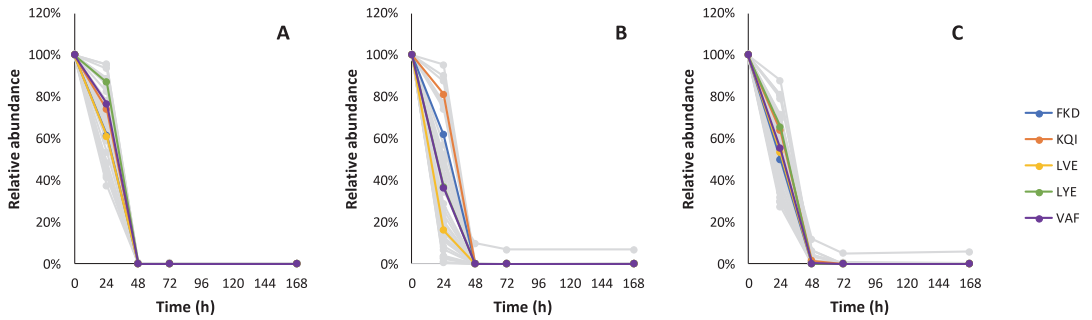 A
Relative abundance
120%
100%
80%
60%
40%
20%
0%
0 24 48 72 96 120 144 168
Time (h)
B
Relative abundance
120%
100%
80%
60%
40%
20%
0%
0 24 48 72 96 120 144 168
Time (h)
C
Relative abundance
120%
100%
80%
60%
40%
20%
0%
0 24 48 72 96 120 144 168
Time (h)
FKD
KQI
LVE
LYE
VAF